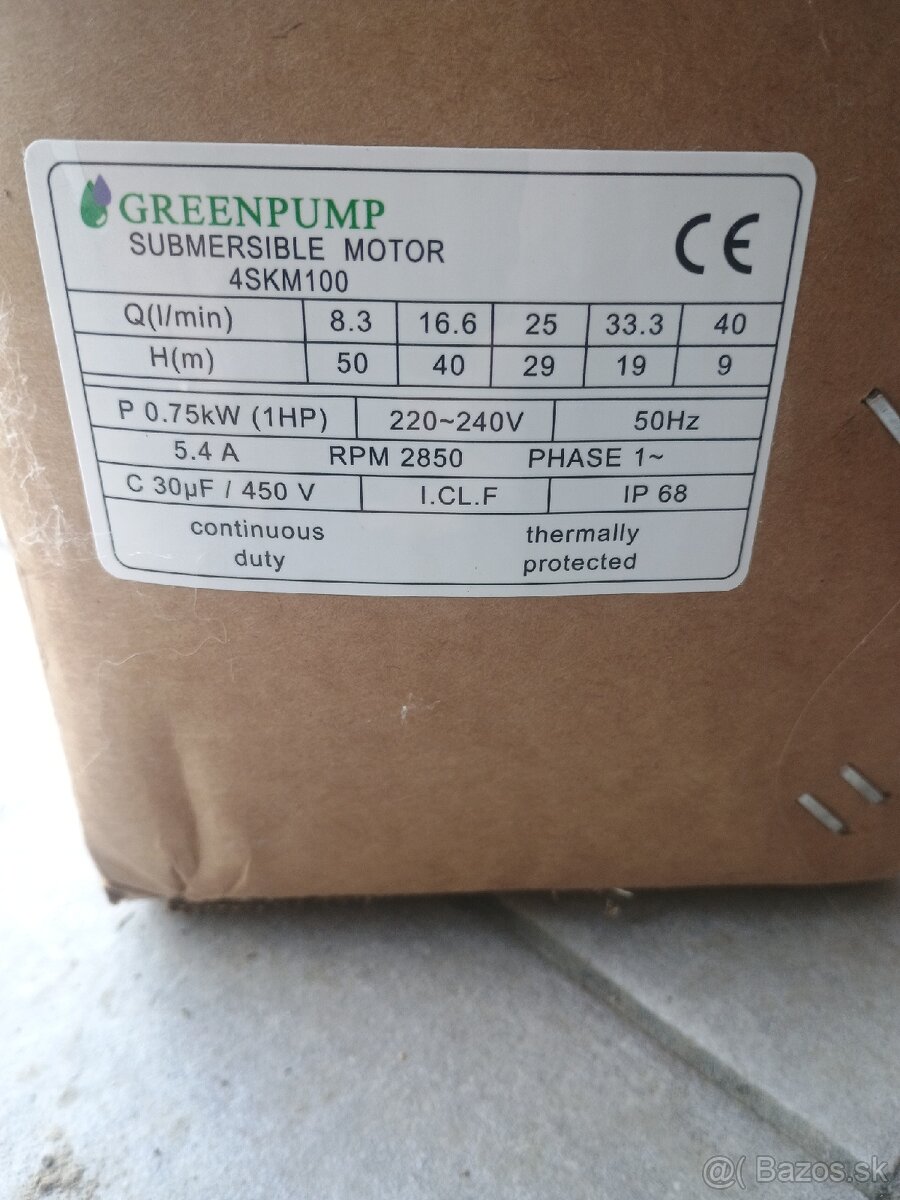 GREENPUMP
SUBMERSIBLE MOTOR
4SKM100
CE
Q(l/min) 8.3 16.6 25 33.3 40
H(m) 50 40 29 19 9
P 0.75kW (1HP) 220~240V 50Hz
5.4 A RPM 2850 PHASE 1~
C 30µF / 450 V I.CL.F IP 68
continuous duty
thermally protected
@( Bazos.sk